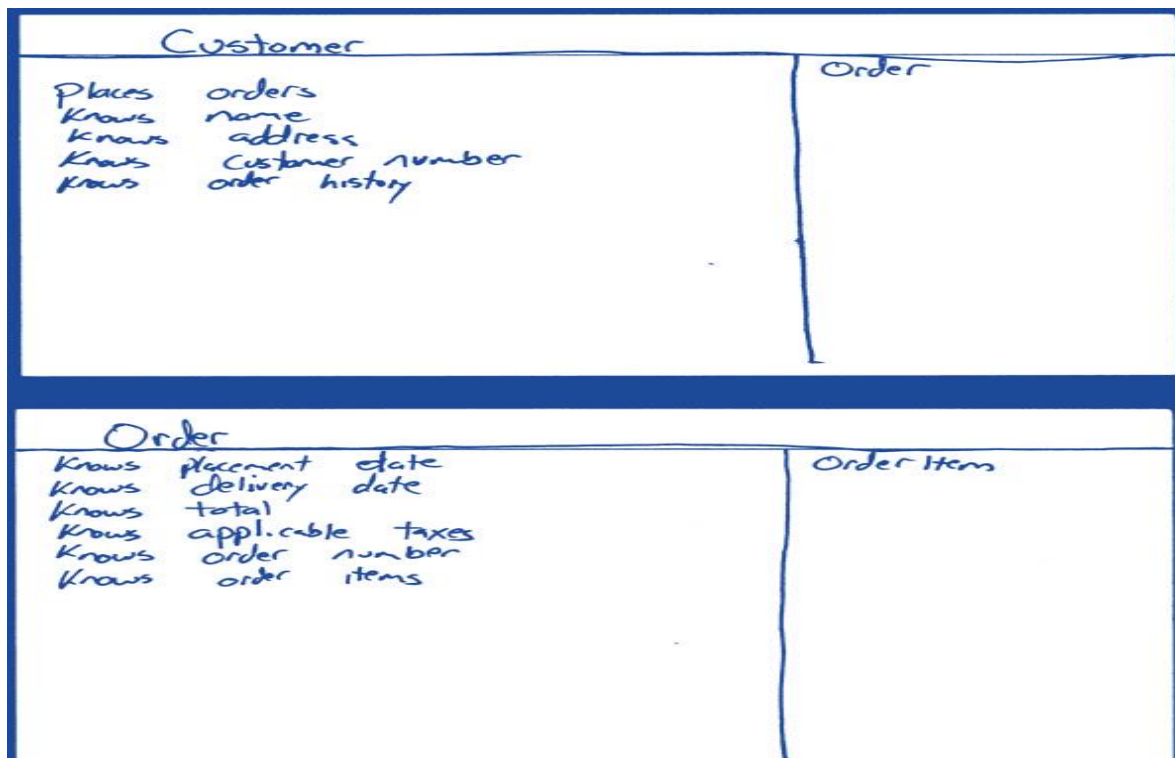 Customer
Places orders
Knows name
Knows address
Knows customer number
Knows order history
Order
Order
Knows placement date
Knows delivery date
Knows total
Knows applicable taxes
Knows order number
Knows order items
Order Item